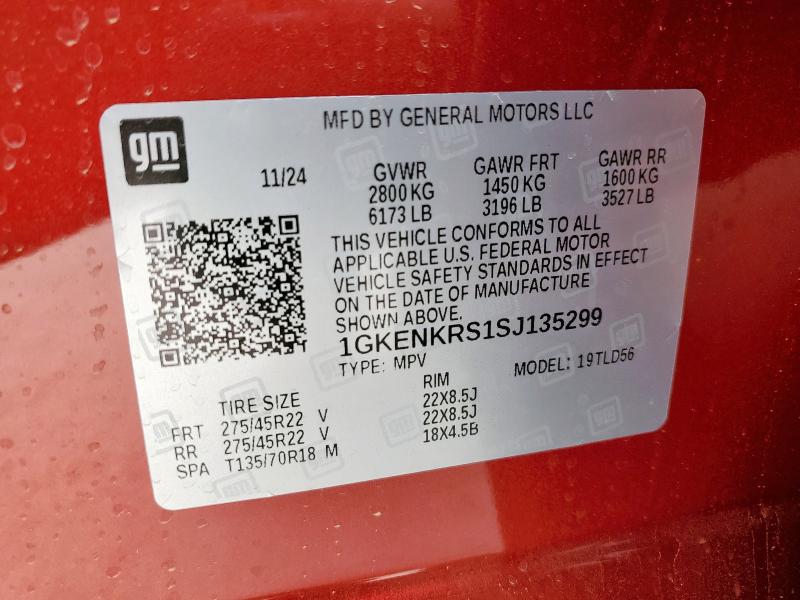 MFD BY GENERAL MOTORS LLC
gm
11/24
GVWR GAWR FRT GAWR RR
2800 KG 1450 KG 1600 KG
6173 LB 3196 LB 3527 LB
THIS VEHICLE CONFORMS TO ALL
APPLICABLE U.S. FEDERAL MOTOR
VEHICLE SAFETY STANDARDS IN EFFECT
ON THE DATE OF MANUFACTURE
SHOWN ABOVE.
1GKENKRS1SJ135299
TYPE: MPV MODEL: 19TLD56
TIRE SIZE RIM
FRT 275/45R22 V 22X8.5J
RR 275/45R22 V 22X8.5J
SPA T135/70R18 M 18X4.5B